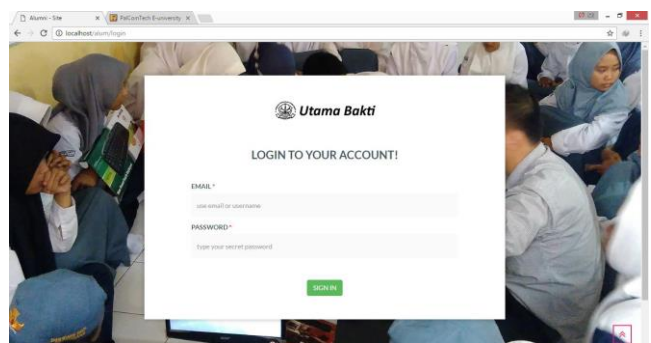 Alumni - Site
PalComTech E-university
localhost/alum/login
Utama Bakti
LOGIN TO YOUR ACCOUNT!
EMAIL *
use email or username
PASSWORD *
type your secret password
SIGN IN